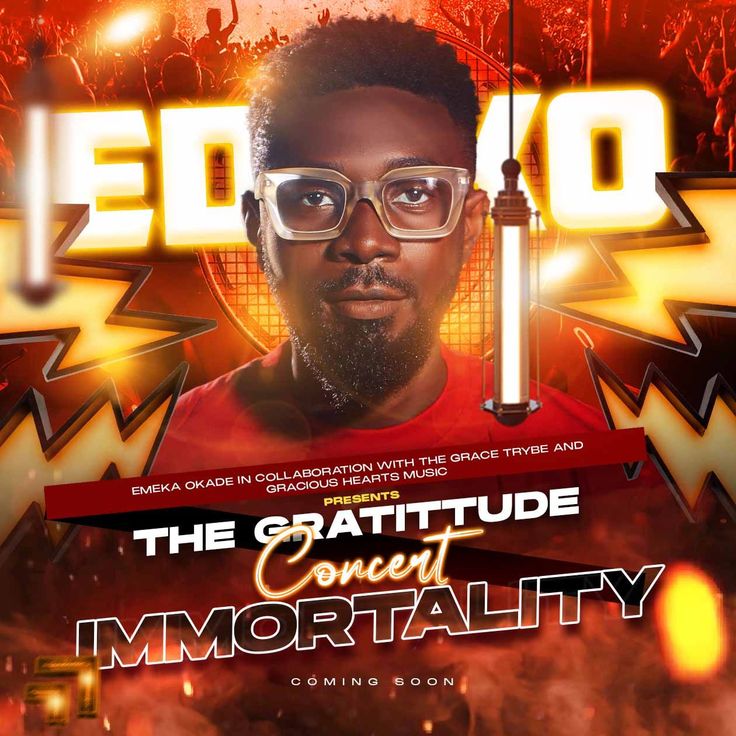 EMEKA OKADE IN COLLABORATION WITH THE GRACE TRYBE AND
GRACIOUS HEARTS MUSIC
PRESENTS
THE GRATITTUDE
Concert
IMMORTALITY
COMING SOON